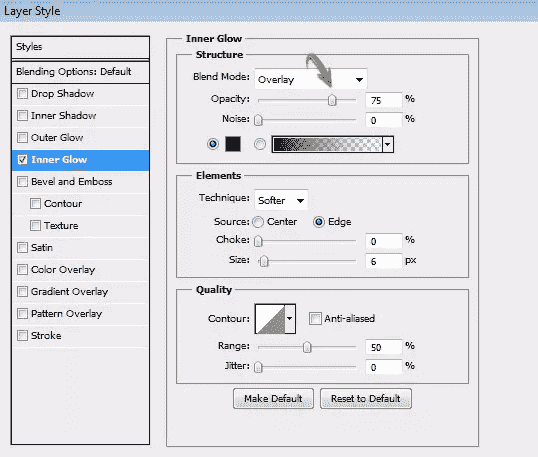 Layer Style
Styles
Blending Options: Default
Drop Shadow
Inner Shadow
Outer Glow
Inner Glow
Bevel and Emboss
Contour
Texture
Satin
Color Overlay
Gradient Overlay
Pattern Overlay
Stroke
Inner Glow
Structure
Blend Mode: Overlay
Opacity: 75 %
Noise: 0 %
Elements
Technique: Softer
Source: Center Edge
Choke: 0 %
Size: 6 px
Quality
Contour: Anti-aliased
Range: 50 %
Jitter: 0 %
Make Default Reset to Default